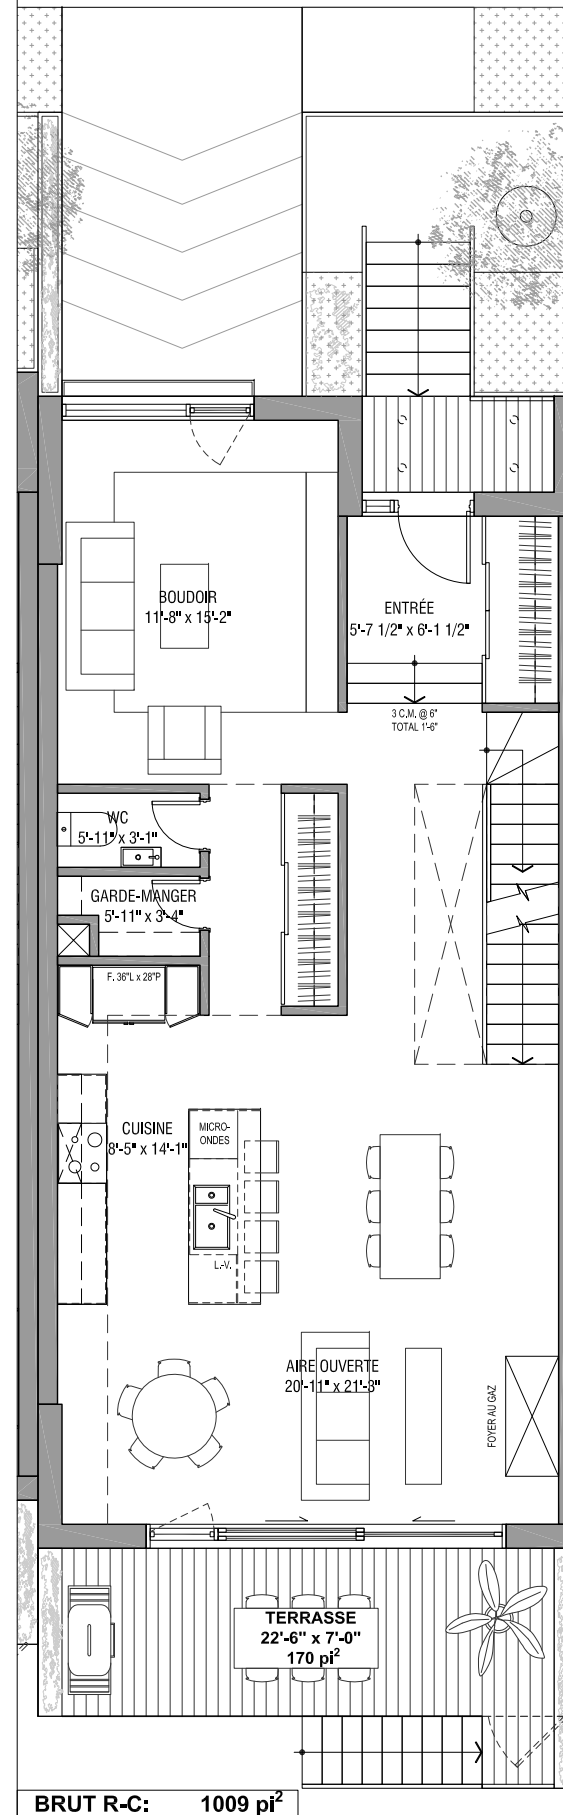 BOUDOIR
11'-8" x 15'-2"
ENTRÉE
5'-7 1/2" x 6'-1 1/2"
3 C.M. @ 6"
TOTAL 1'-6"
WC
5'-11" x 3'-1"
GARDE-MANGER
5'-11" x 3'-4"
F. 36"L x 28"P
CUISINE
8'-5" x 14'-1"
MICRO-
ONDES
L.-V.
AIRE OUVERTE
20'-11" x 21'-3"
FOYER AU GAZ
TERRASSE
22'-6" x 7'-0"
170 pi²
BRUT R-C: 1009 pi²